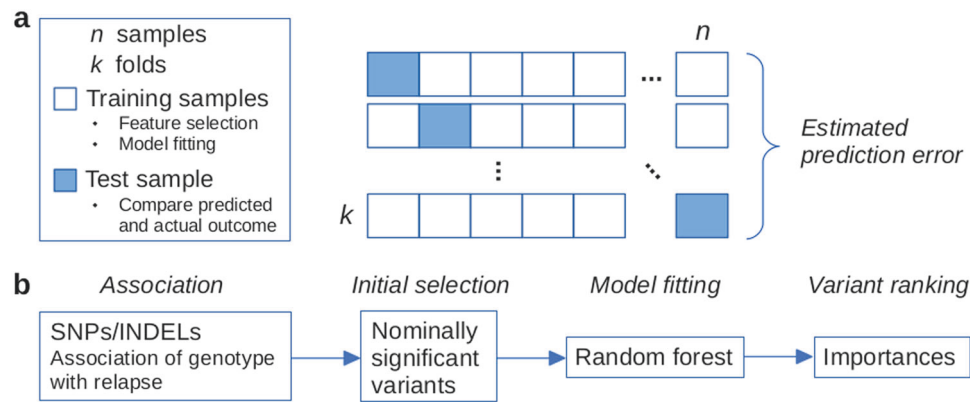 a
n samples
k folds
Training samples
• Feature selection
• Model fitting
Test sample
• Compare predicted
and actual outcome
n
...
Estimated
prediction error
k
b
Association
Initial selection
Model fitting
Variant ranking
SNPs/INDELs
Association of genotype
with relapse
Nominally
significant
variants
Random forest
Importances